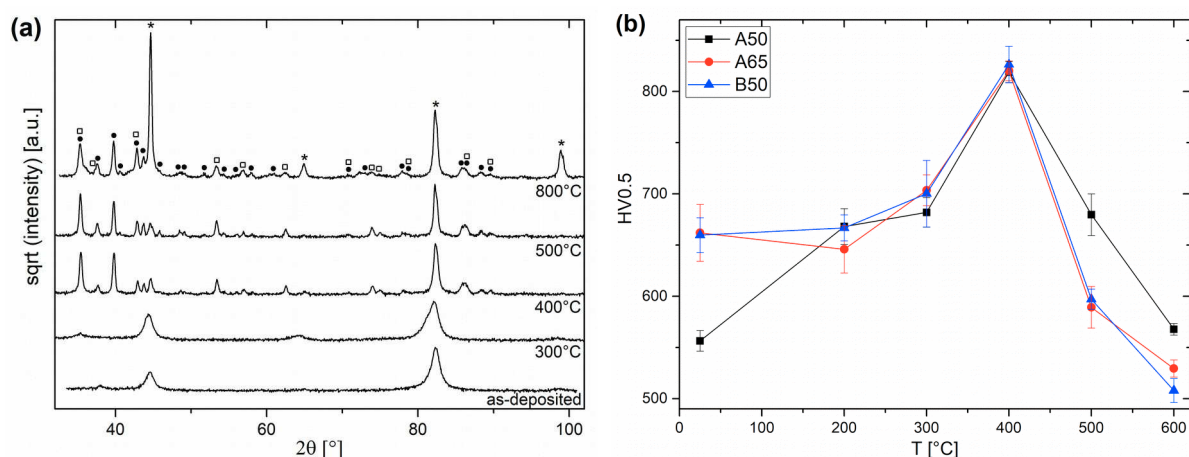 (a)
sqrt (intensity) [a.u.]
* * * *
800°C
500°C
400°C
300°C
as-deposited
40 60 80 100
2θ [°]
(b)
A50
A65
B50
HV0.5
800
700
600
500
0 100 200 300 400 500 600
T [°C]